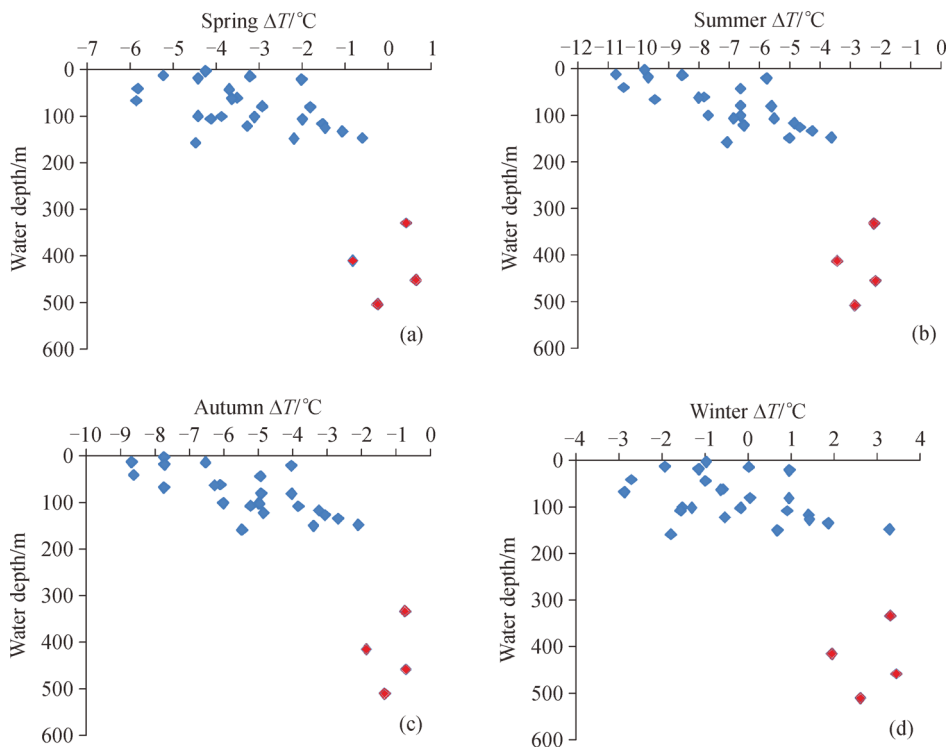 Spring ΔT/°C
−7 −6 −5 −4 −3 −2 −1 0 1
0
100
200
300
400
500
600
Water depth/m
(a)
Summer ΔT/°C
−12 −11 −10 −9 −8 −7 −6 −5 −4 −3 −2 −1 0
0
100
200
300
400
500
600
Water depth/m
(b)
Autumn ΔT/°C
−10 −9 −8 −7 −6 −5 −4 −3 −2 −1 0
0
100
200
300
400
500
600
Water depth/m
(c)
Winter ΔT/°C
−4 −3 −2 −1 0 1 2 3 4
0
100
200
300
400
500
600
Water depth/m
(d)